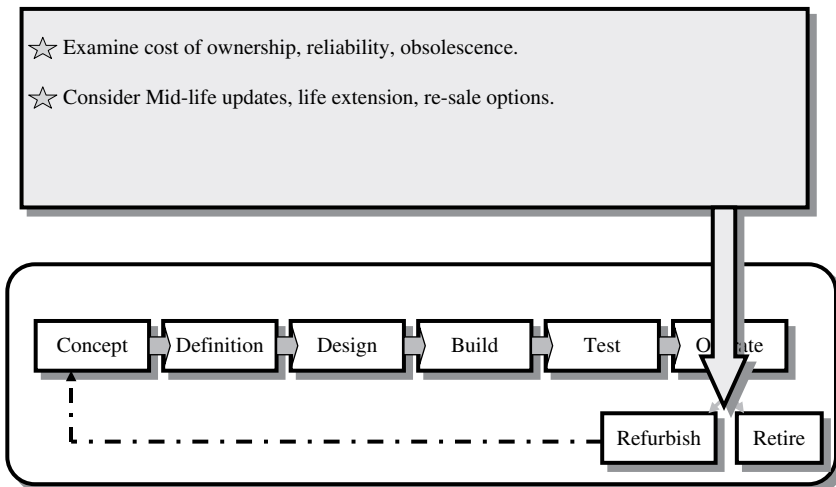 Examine cost of ownership, reliability, obsolescence.
Consider Mid-life updates, life extension, re-sale options.
Concept Definition Design Build Test
Refurbish Retire